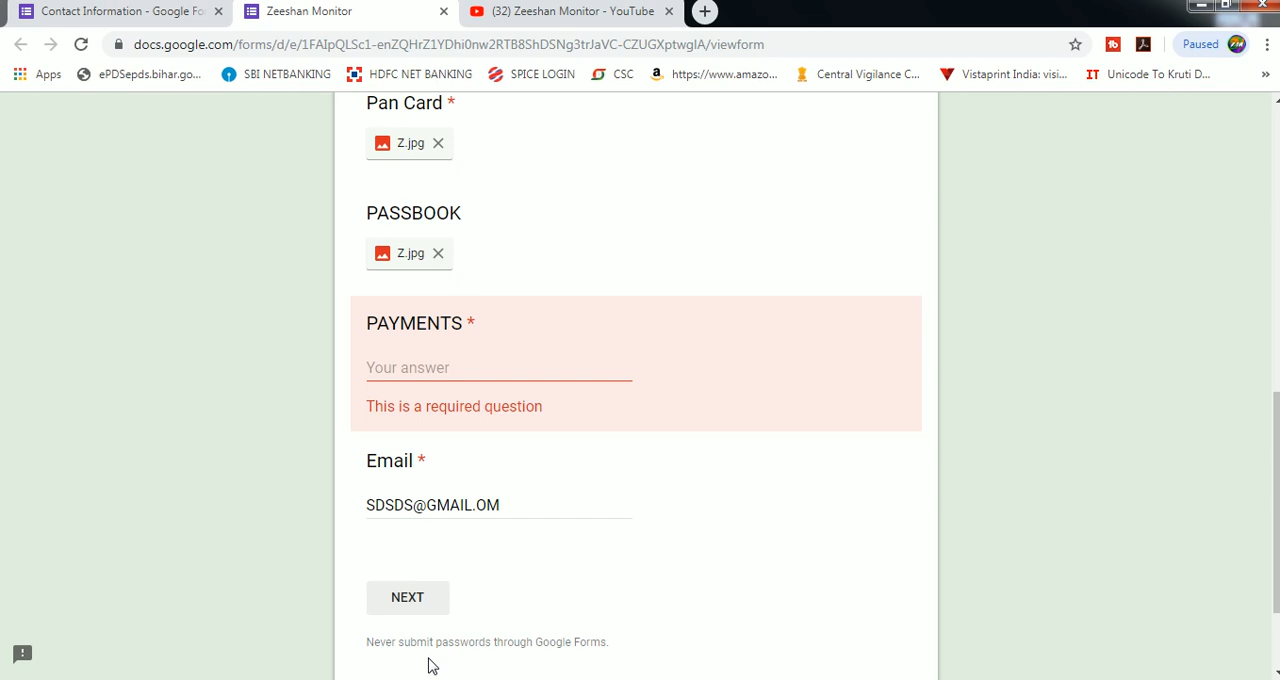 Contact Information - Google Fo
Zeeshan Monitor
(32) Zeeshan Monitor - YouTube
docs.google.com/forms/d/e/1FAIpQLSc1-enZQHrZ1YDhi0nw2RTB8ShDSNg3trJaVC-CZUGXptwgIA/viewform
Paused
Apps
ePDSepds.bihar.go...
SBI NETBANKING
HDFC NET BANKING
SPICE LOGIN
CSC
https://www.amazo...
Central Vigilance C...
Vistaprint India: visi...
IT Unicode To Kruti D...
»
Pan Card *
Z.jpg
PASSBOOK
Z.jpg
PAYMENTS *
Your answer
This is a required question
Email *
SDSDS@GMAIL.OM
NEXT
Never submit passwords through Google Forms.